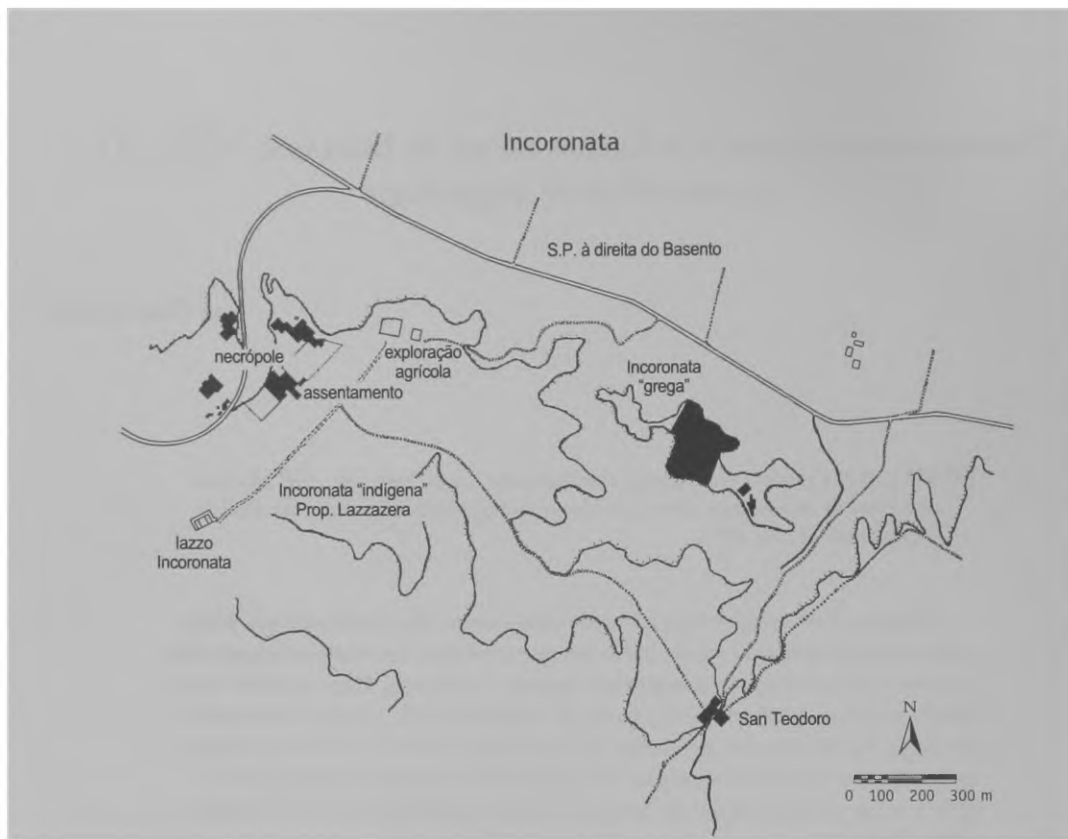 Incoronata
S.P. à direita do Basento
necrópole
exploração
agrícola
assentamento
Incoronata
"grega"
Incoronata "indígena"
Prop. Lazzazera
Iazzo
Incoronata
San Teodoro
N
0 100 200 300 m